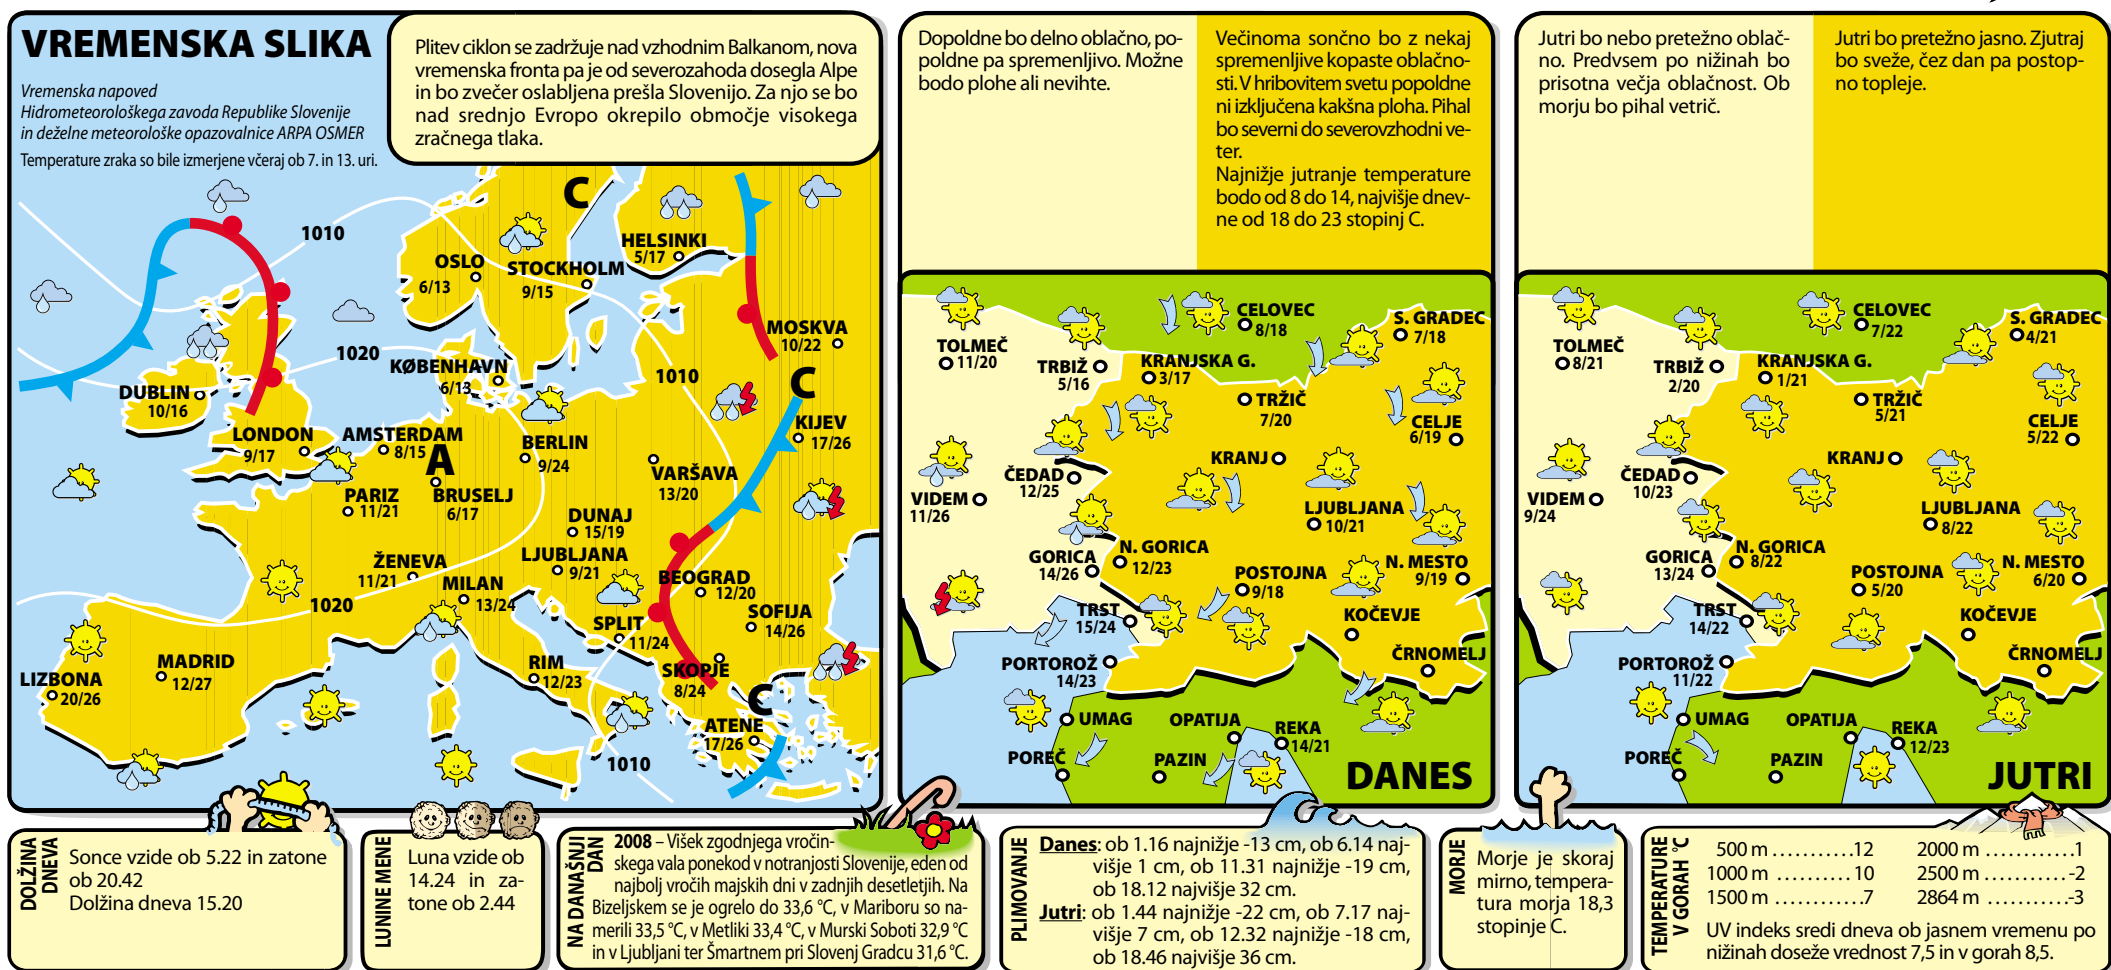 VREMENSKA SLIKA
Vremenska napoved
Hidrometeorološkega zavoda Republike Slovenije
in deželne meteorološke opazovalnice ARPA OSMER
Temperature zraka so bile izmerjene včeraj ob 7. in 13. uri.
Plitev ciklon se zadržuje nad vzhodnim Balkanom, nova
vremenska fronta pa je od severozahoda dosegla Alpe
in bo zvečer oslabljena prešla Slovenijo. Za njo se bo
nad srednjo Evropo okrepilo območje visokega
zračnega tlaka.
C
1010
HELSINKI
5/17
OSLO
6/13
STOCKHOLM
9/15
MOSKVA
10/22
1020
KØBENHAVN
6/13
1010
C
DUBLIN
10/16
KIJEV
17/26
LONDON
9/17
AMSTERDAM
8/15
A
BERLIN
9/24
VARŠAVA
13/20
PARIZ
11/21
BRUSELJ
6/17
DUNAJ
15/19
ŽENEVA
11/21
LJUBLJANA
9/21
MILAN
13/24
BEOGRAD
12/20
1020
SOFIJA
14/26
SPLIT
11/24
MADRID
12/27
RIM
12/23
SKOPJE
8/24
LIZBONA
20/26
C
ATENE
17/26
1010
Dopoldne bo delno oblačno, po-
poldne pa spremenljivo. Možne
bodo plohe ali nevihte.
Večinoma sončno bo z nekaj
spremenljive kopaste oblačno-
sti. V hribovitem svetu popoldne
ni izključena kakšna ploha. Pihal
bo severni do severovzhodni ve-
ter.
Najnižje jutranje temperature
bodo od 8 do 14, najvišje dnev-
ne od 18 do 23 stopinj C.
CELOVEC
8/18
S. GRADEC
7/18
TOLMEČ
11/20
TRBIŽ
5/16
KRANJSKA G.
3/17
TRŽIČ
7/20
CELJE
6/19
KRANJ
ČEDAD
12/25
VIDEM
11/26
LJUBLJANA
10/21
GORICA
14/26
N. GORICA
12/23
POSTOJNA
9/18
N. MESTO
9/19
TRST
15/24
KOČEVJE
PORTOROŽ
14/23
ČRNOMELJ
UMAG
OPATIJA
REKA
14/21
POREČ
PAZIN
DANES
Jutri bo nebo pretežno oblač-
no. Predvsem po nižinah bo
prisotna večja oblačnost. Ob
morju bo pihal vetrič.
Jutri bo pretežno jasno. Zjutraj
bo sveže, čez dan pa postop-
no topleje.
CELOVEC
7/22
S. GRADEC
4/21
TOLMEČ
8/21
TRBIŽ
2/20
KRANJSKA G.
1/21
TRŽIČ
5/21
CELJE
5/22
KRANJ
ČEDAD
10/23
VIDEM
9/24
LJUBLJANA
8/22
GORICA
13/24
N. GORICA
8/22
POSTOJNA
5/20
N. MESTO
6/20
TRST
14/22
KOČEVJE
PORTOROŽ
11/22
ČRNOMELJ
UMAG
OPATIJA
REKA
12/23
POREČ
PAZIN
JUTRI
DOLŽINA
DNEVA
Sonce vzide ob 5.22 in zatone
ob 20.42
Dolžina dneva 15.20
LUNINE MENE
Luna vzide ob
14.24 in za-
tone ob 2.44
NA DANAŠNJI
DAN
2008 – Višek zgodnjega vročin-
skega vala ponekod v notranjosti Slovenije, eden od
najbolj vročih majskih dni v zadnjih desetletjih. Na
Bizeljskem se je ogrelo do 33,6 °C, v Mariboru so na-
merili 33,5 °C, v Metliki 33,4 °C, v Murski Soboti 32,9 °C
in v Ljubljani ter Šmartnem pri Slovenj Gradcu 31,6 °C.
PLIMOVANJE
Danes: ob 1.16 najnižje -13 cm, ob 6.14 naj-
višje 1 cm, ob 11.31 najnižje -19 cm,
ob 18.12 najvišje 32 cm.
Jutri: ob 1.44 najnižje -22 cm, ob 7.17 naj-
višje 7 cm, ob 12.32 najnižje -18 cm,
ob 18.46 najvišje 36 cm.
MORJE
Morje je skoraj
mirno, tempera-
tura morja 18,3
stopinje C.
TEMPERATURE
V GORAH °C
500 m ............12
1000 m ..........10
1500 m ............7
2000 m ............1
2500 m ...........-2
2864 m ...........-3
UV indeks sredi dneva ob jasnem vremenu po
nižinah doseže vrednost 7,5 in v gorah 8,5.